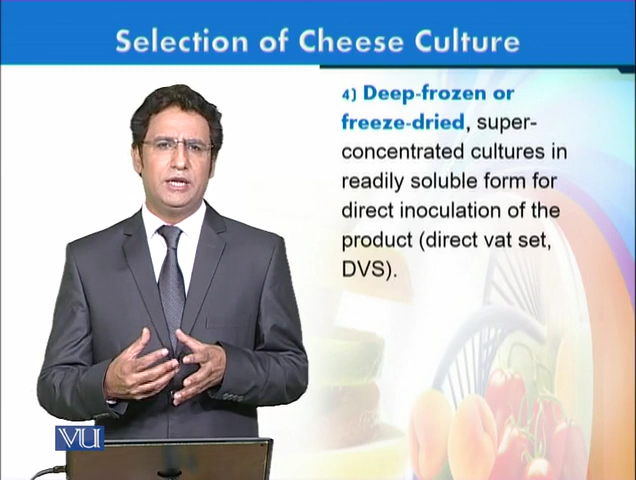 Selection of Cheese Culture
4) Deep-frozen or
freeze-dried, super-
concentrated cultures in
readily soluble form for
direct inoculation of the
product (direct vat set,
DVS).
VU